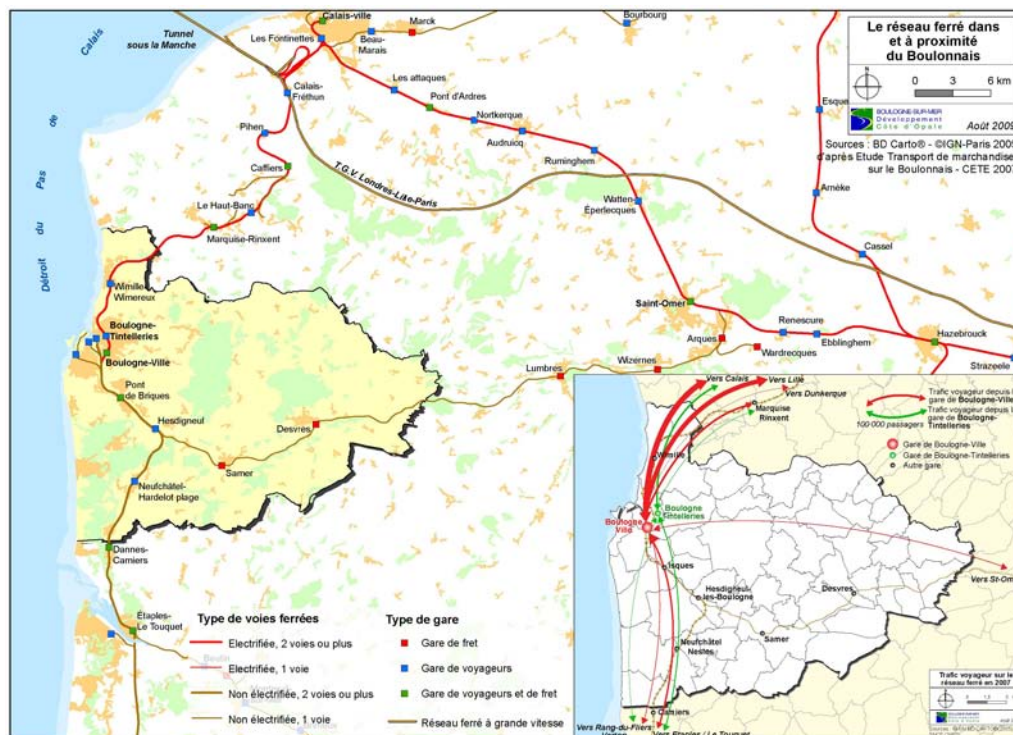 Le réseau ferré dans
et à proximité
du Boulonnais
N
0 3 6 km
BOULOGNE-SUR-MER
Développement
Côte d'Opale
Août 2009
Sources : BD Carto® - ©IGN-Paris 2005
d'après Etude Transport de marchandise
sur le Boulonnais - CETE 2007
Calais
de
Pas
du
Détroit
Tunnel
sous la Manche
Calais-ville
Les Fontinettes
Beau-
Marais
Marck
Bourbourg
Calais-
Fréthun
Les attaques
Pont d'Ardres
Nortkerque
Audruicq
Ruminghem
Watten-
Éperlecques
Esque
Arnèke
Cassel
Pihen
Caffiers
Le Haut-Banc
Marquise-Rinxent
T.G.V. Londres-Lille-Paris
Wimille-
Wimereux
Boulogne-
Tintelleries
Boulogne-Ville
Pont
de Briques
Hesdigneul
Desvres
Samer
Neufchâtel-
Hardelot plage
Dannes-
Camiers
Étaples-
Le Touquet
Saint-Omer
Arques
Wardrecques
Wizernes
Lumbres
Renescure
Ebblinghem
Hazebrouck
Strazeele
Type de voies ferrées
Electrifiée, 2 voies ou plus
Electrifiée, 1 voie
Non électrifiée, 2 voies ou plus
Non électrifiée, 1 voie
Type de gare
Gare de fret
Gare de voyageurs
Gare de voyageurs et de fret
Réseau ferré à grande vitesse
Vers Calais
Vers Lille
Vers Dunkerque
Marquise
Rinxent
Wimille
Boulogne
Ville
Boulogne
Tintelleries
Isques
Hesdigneul-
les-Boulogne
Desvres
Samer
Neufchâtel
Nesles
Camiers
Vers St-Om
Vers Rang-du-Fliers
Vers Etaples / Le Touquet
Trafic voyageur depuis l
gare de Boulogne-Ville
Trafic voyageur depuis l
gare de Boulogne-
Tintelleries
100 000 passagers
Gare de Boulogne-Ville
Gare de Boulogne-Tintelleries
Autre gare
Trafic voyageur sur le
réseau ferré en 2007